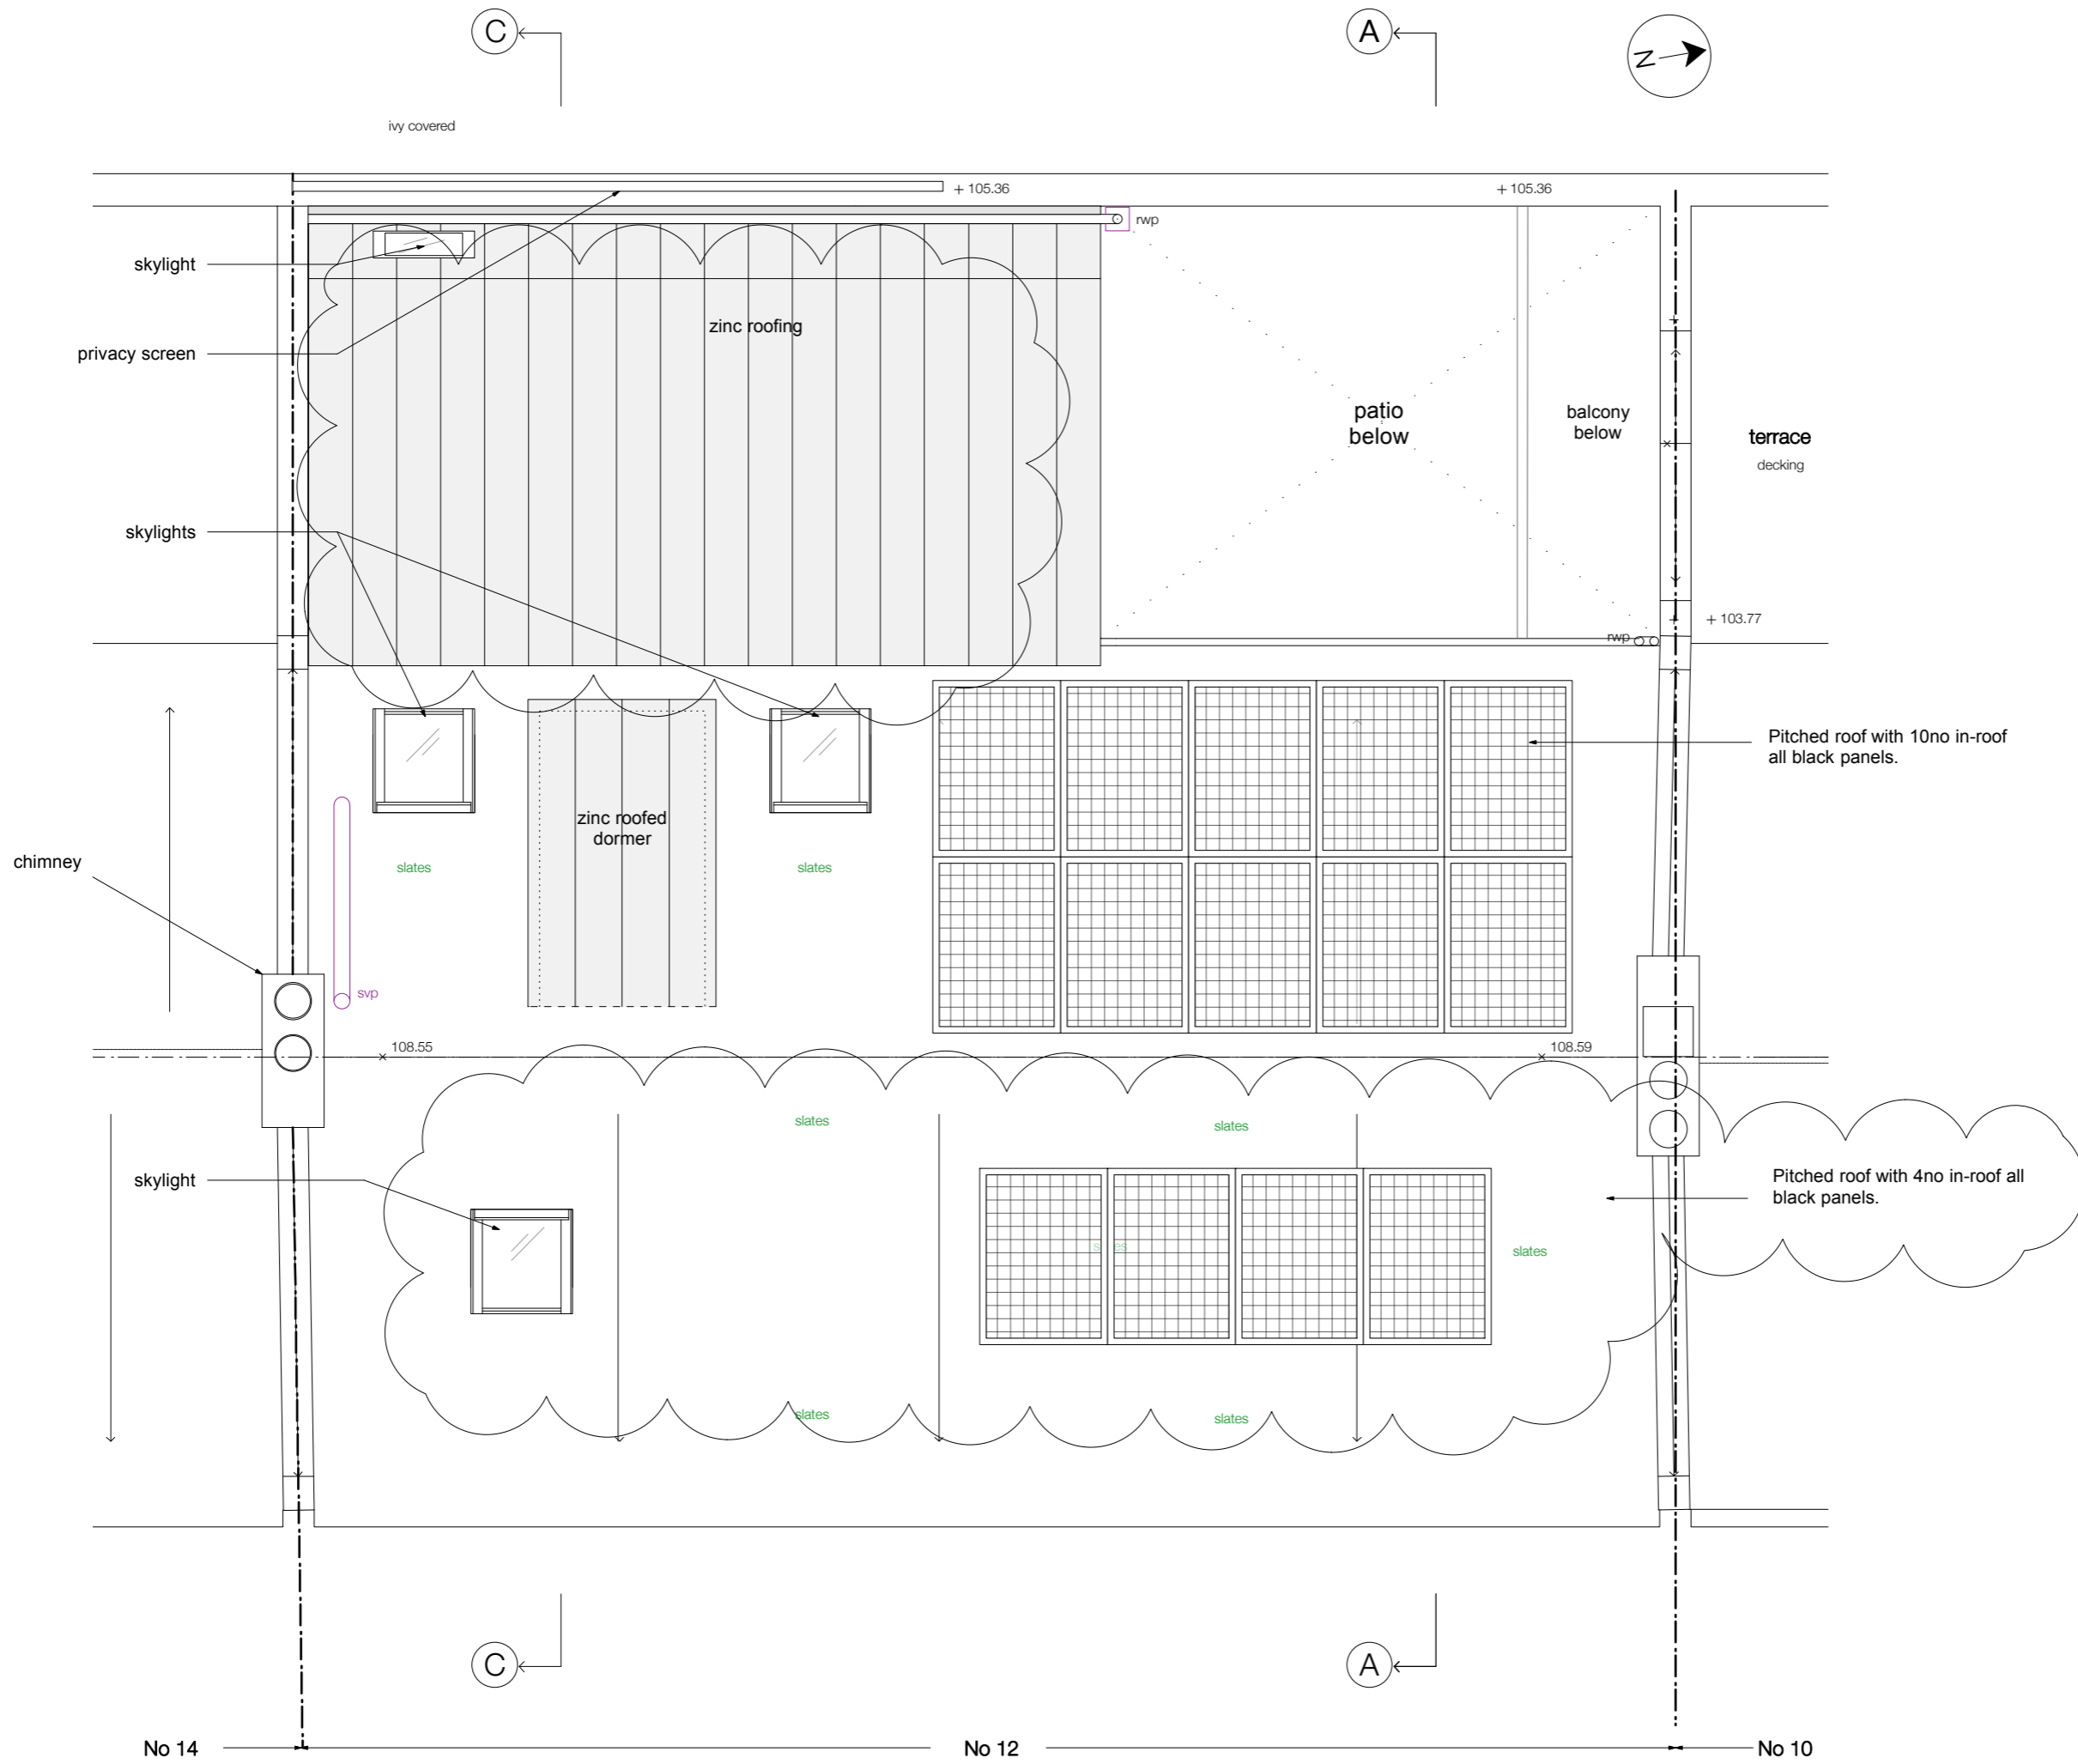 C
A
N
ivy covered
+ 105.36
+ 105.36
rwp
skylight
zinc roofing
privacy screen
patio
below
balcony
below
terrace
decking
skylights
+ 103.77
rwp
Pitched roof with 10no in-roof
all black panels.
zinc roofed
dormer
chimney
slates
slates
svp
108.55
108.59
slates
slates
skylight
Pitched roof with 4no in-roof all
black panels.
slates
slates
slates
C
A
No 14
No 12
No 10